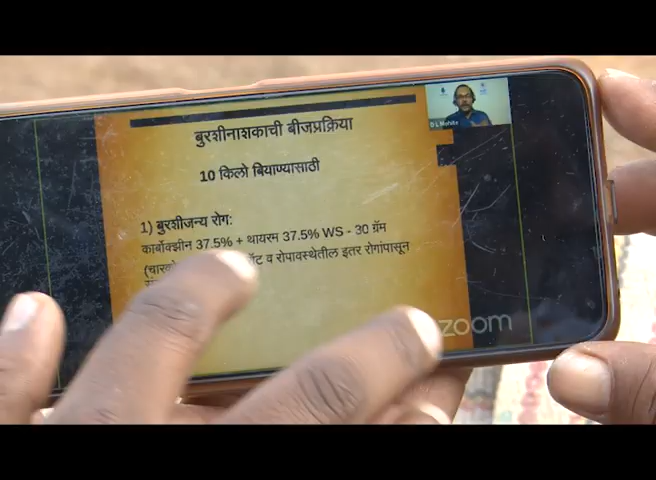 बुरशीनाशकाची बीजप्रक्रिया
10 किलो बियाण्यासाठी
1) बुरशीजन्य रोग:
कार्बोक्झीन 37.5% + थायरम 37.5% WS - 30 ग्रॅम
व रोपावस्थेतील इतर रोगांपासून
D L Mohite
zoom